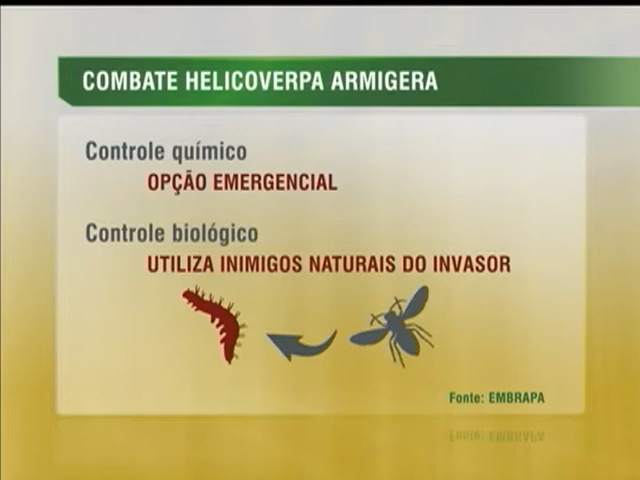 COMBATE HELICOVERPA ARMIGERA
Controle químico
OPÇÃO EMERGENCIAL
Controle biológico
UTILIZA INIMIGOS NATURAIS DO INVASOR
Fonte: EMBRAPA